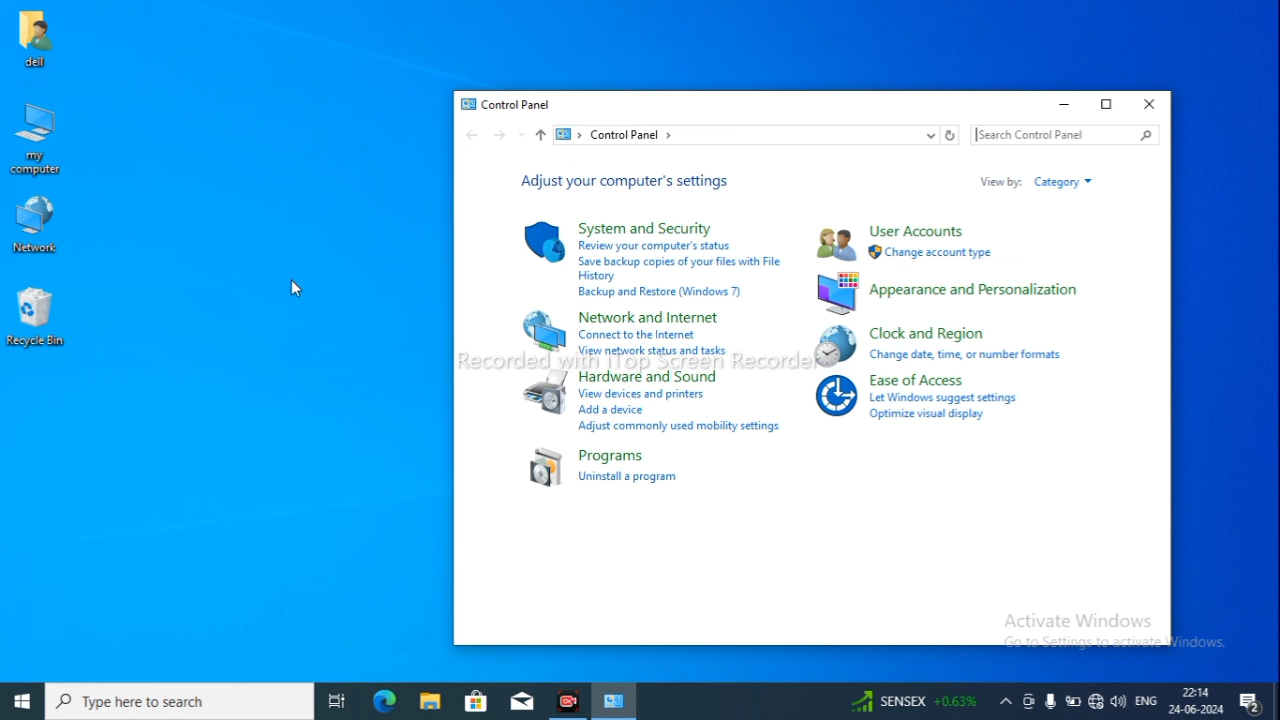 dell
my
computer
Network
Recycle Bin
Control Panel
Control Panel
Search Control Panel
Adjust your computer's settings
View by: Category
System and Security
Review your computer's status
Save backup copies of your files with File
History
Backup and Restore (Windows 7)
Network and Internet
Connect to the Internet
View network status and tasks
Recorded with iTop Screen Recorder
Hardware and Sound
View devices and printers
Add a device
Adjust commonly used mobility settings
Programs
Uninstall a program
User Accounts
Change account type
Appearance and Personalization
Clock and Region
Change date, time, or number formats
Ease of Access
Let Windows suggest settings
Optimize visual display
Activate Windows
Go to Settings to activate Windows.
Type here to search
SENSEX +0.63%
ENG
22:14
24-06-2024
2